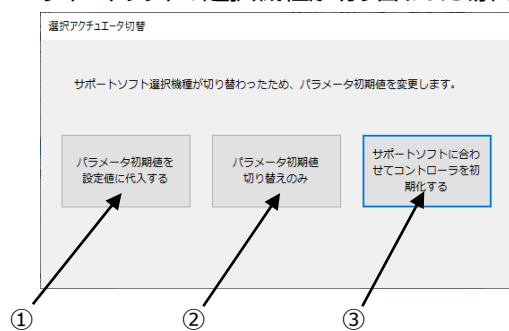 選択アクチュエータ切替
サポートソフト選択機種が切り替わったため、パラメータ初期値を変更します。
パラメータ初期値を
設定値に代入する
パラメータ初期値
切り替えのみ
サポートソフトに合わ
せてコントローラを初
期化する
① ② ③